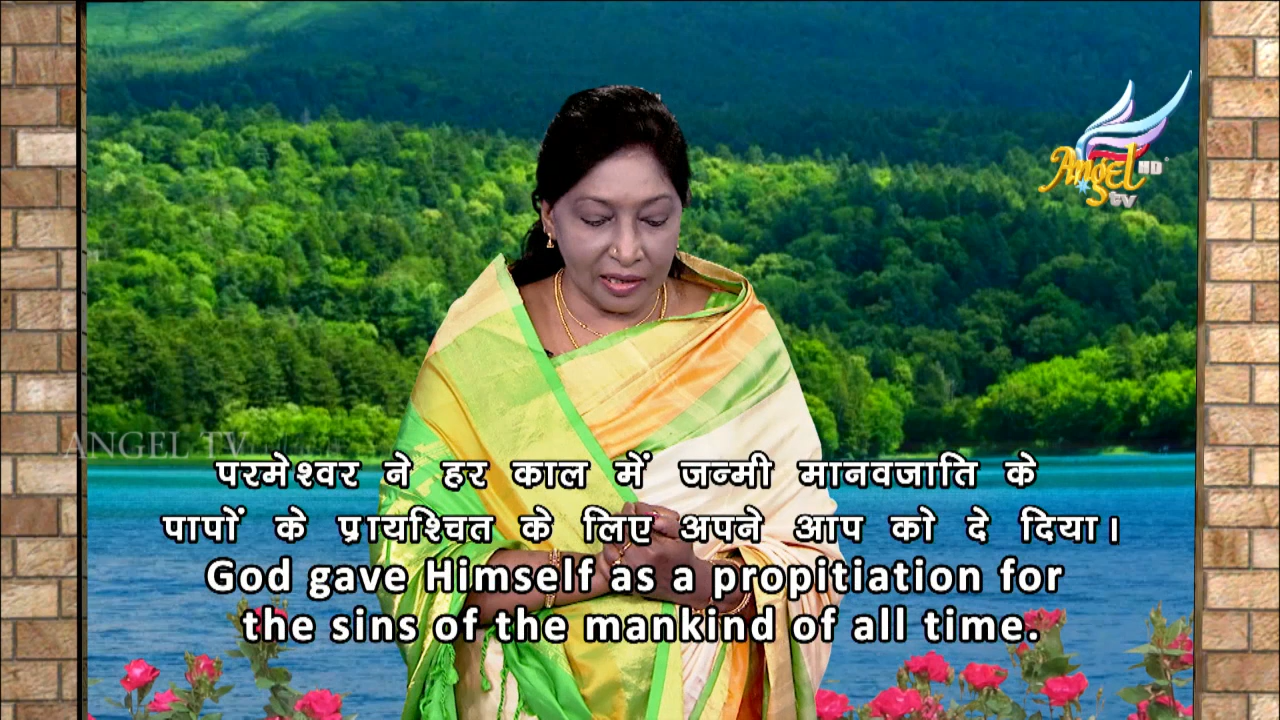 Angel HD
tv
ANGEL TV
परमेश्वर ने हर काल में जन्मी मानवजाति के
पापों के प्रायश्चित के लिए अपने आप को दे दिया।
God gave Himself as a propitiation for
the sins of the mankind of all time.